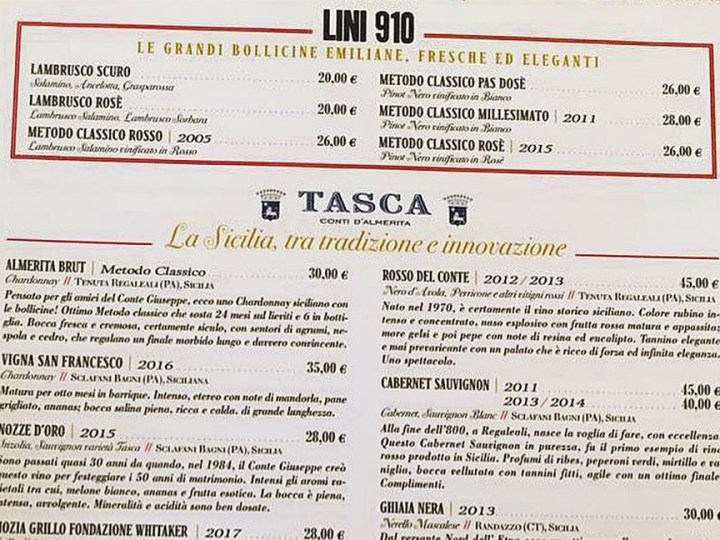 LINI 910
LE GRANDI BOLLICINE EMILIANE, FRESCHE ED ELEGANTI
LAMBRUSCO SCURO 20,00 €
Salamino, Ancelotta, Grasparossa
LAMBRUSCO ROSÈ 20,00 €
Lambrusco Salamino, Lambrusco Sorbara
METODO CLASSICO ROSSO | 2005 26,00 €
Lambrusco Salamino vinificato in Rosso
METODO CLASSICO PAS DOSÈ 26,00 €
Pinot Nero vinificato in Bianco
METODO CLASSICO MILLESIMATO | 2011 28,00 €
Pinot Nero vinificato in Bianco
METODO CLASSICO ROSÈ | 2015 26,00 €
Pinot Nero vinificato in Rosè
TASCA
CONTI D'ALMERITA
La Sicilia, tra tradizione e innovazione
ALMERITA BRUT | Metodo Classico 30,00 €
Chardonnay // TENUTA REGALEALI (PA), SICILIA
Pensato per gli amici del Conte Giuseppe, ecco uno Chardonnay siciliano con
le bollicine! Ottimo Metodo classico che sosta 24 mesi sui lieviti e 6 in botti-
glia. Bocca fresca e cremosa, certamente siculo, con sentori di agrumi, ne-
spola e cedro, che regalano un finale morbido lungo e davvero convincente.
VIGNA SAN FRANCESCO | 2016 35,00 €
Chardonnay // SCLAFANI BAGNI (PA), SICILIANA
Matura per otto mesi in barrique. Intenso, etereo con note di mandorla, pane
grigliato, ananas; bocca salina piena, ricca e calda. di grande lunghezza.
NOZZE D'ORO | 2015 28,00 €
Inzolia, Sauvignon varietà Tasca // SCLAFANI BAGNI (PA), SICILIA
Sono passati quasi 30 anni da quando, nel 1984, il Conte Giuseppe creò
questo vino per festeggiare i 50 anni di matrimonio. Intensi gli aromi va-
rietali tra cui, melone bianco, ananas e frutta esotica. La bocca è piena,
intensa, avvolgente. Mineralità e acidità sono ben dosate.
MOZIA GRILLO FONDAZIONE WHITAKER | 2017 28,00 €
ROSSO DEL CONTE | 2012/2013 45,00 €
Nero d'Avola, Perricone e altri vitigni rossi // TENUTA REGALEALI (PA), SICILIA
Nato nel 1970, è certamente il vino storico siciliano. Colore rubino in-
tenso e concentrato, naso esplosivo con frutta rossa matura e appassita:
more gelsi e poi pepe con note di resina ed eucalipto. Tannino elegante
e mai prevaricante con un palato che è ricco di forza ed infinita eleganza.
Uno spettacolo.
CABERNET SAUVIGNON | 2011 45,00 €
2013/2014 40,00 €
Cabernet, Sauvignon Blanc // SCLAFANI BAGNI (PA), SICILIA
Alla fine dell'800, a Regaleali, nasce la voglia di fare, con eccellenza.
Questo Cabernet Sauvignon in purezza, fu il primo esempio di vino
rosso prodotto in Sicilia. Profumi di ribes, peperoni verdi, mirtillo e va-
niglia, bocca vellutata con tannini fitti, agile con un ottimo finale.
Complimenti.
GHIAIA NERA | 2013 30,00 €
Nerello Mascalese // RANDAZZO (CT), SICILIA
Dal versante Nord dell'Etna